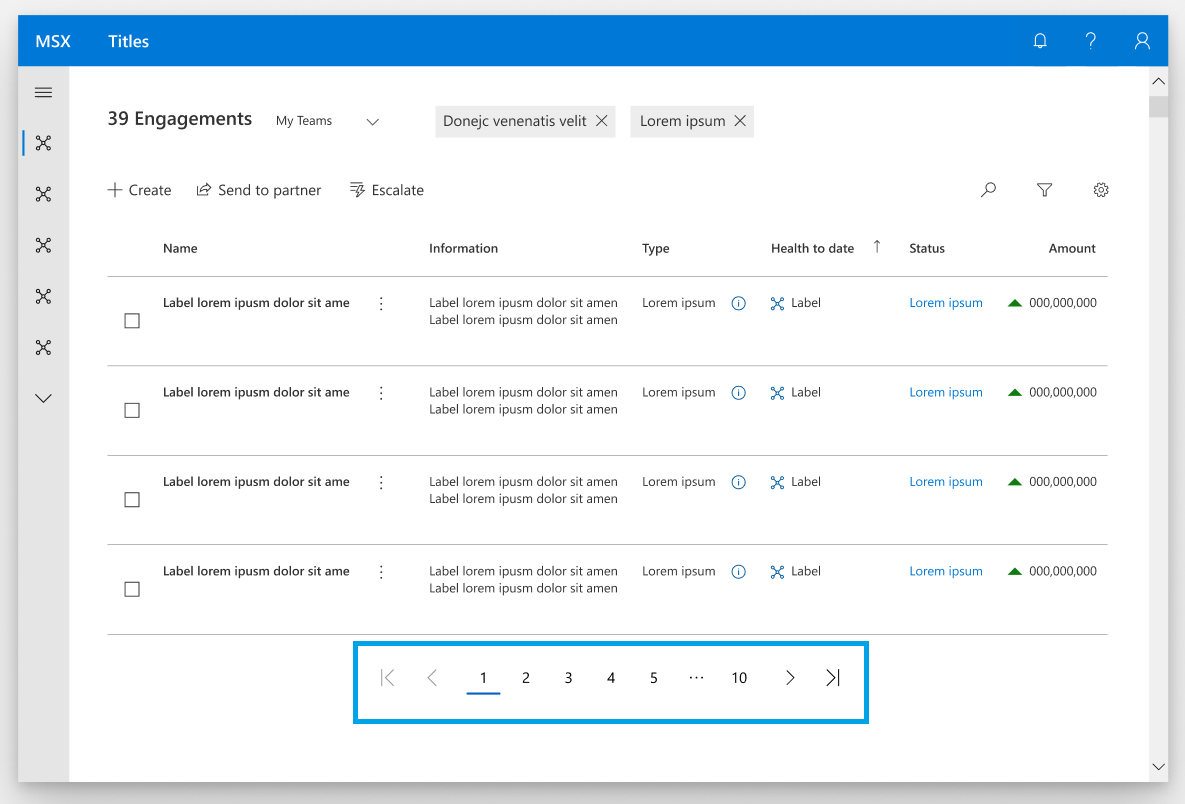 MSX Titles
39 Engagements My Teams Donejc venenatis velit Lorem ipsum
Create Send to partner Escalate
Name Information Type Health to date Status Amount
Label lorem ipusm dolor sit ame Label lorem ipusm dolor sit amen Lorem ipsum Label Lorem ipsum 000,000,000
Label lorem ipusm dolor sit amen
Label lorem ipusm dolor sit ame Label lorem ipusm dolor sit amen Lorem ipsum Label Lorem ipsum 000,000,000
Label lorem ipusm dolor sit amen
Label lorem ipusm dolor sit ame Label lorem ipusm dolor sit amen Lorem ipsum Label Lorem ipsum 000,000,000
Label lorem ipusm dolor sit amen
Label lorem ipusm dolor sit ame Label lorem ipusm dolor sit amen Lorem ipsum Label Lorem ipsum 000,000,000
Label lorem ipusm dolor sit amen
1 2 3 4 5 ··· 10